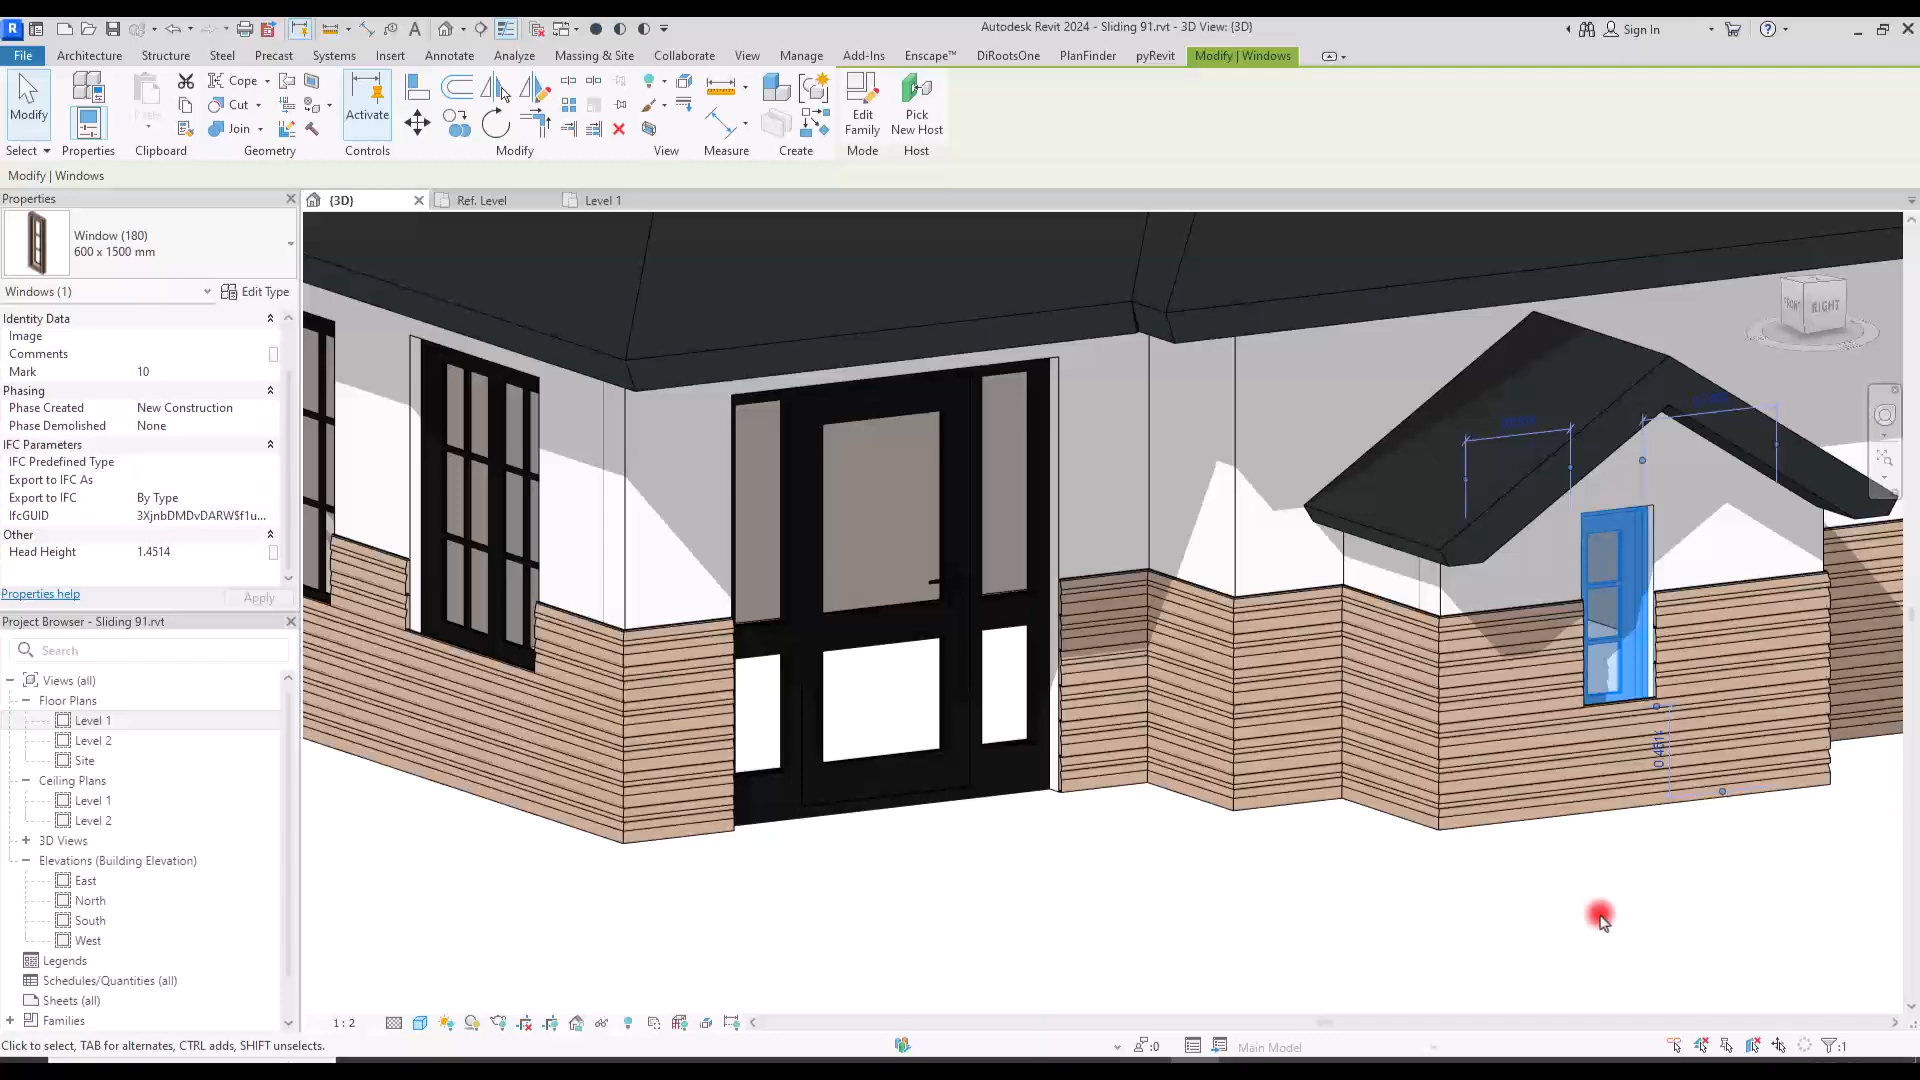 Autodesk Revit 2024 - Sliding 91.rvt - 3D View: {3D}
Sign In
File Architecture Structure Steel Precast Systems Insert Annotate Analyze Massing & Site Collaborate View Manage Add-Ins Enscape™ DiRootsOne PlanFinder pyRevit Modify | Windows
Modify
Select
Properties
Paste
Clipboard
Cope
Cut
Join
Geometry
Activate
Controls
Modify
View
Measure
Create
Edit Family
Mode
Pick New Host
Host
Modify | Windows
Properties
Window (180)
600 x 1500 mm
Windows (1)
Edit Type
Identity Data
Image
Comments
Mark 10
Phasing
Phase Created New Construction
Phase Demolished None
IFC Parameters
IFC Predefined Type
Export to IFC As
Export to IFC By Type
IfcGUID 3XjnbDMDvDARWSf1u...
Other
Head Height 1.4514
Properties help
Apply
Project Browser - Sliding 91.rvt
Search
Views (all)
Floor Plans
Level 1
Level 2
Site
Ceiling Plans
Level 1
Level 2
3D Views
Elevations (Building Elevation)
East
North
South
West
Legends
Schedules/Quantities (all)
Sheets (all)
Families
{3D}
Ref. Level
Level 1
FRONT RIGHT
0.4514
1 : 2
Click to select, TAB for alternates, CTRL adds, SHIFT unselects.
:0
Main Model
:1